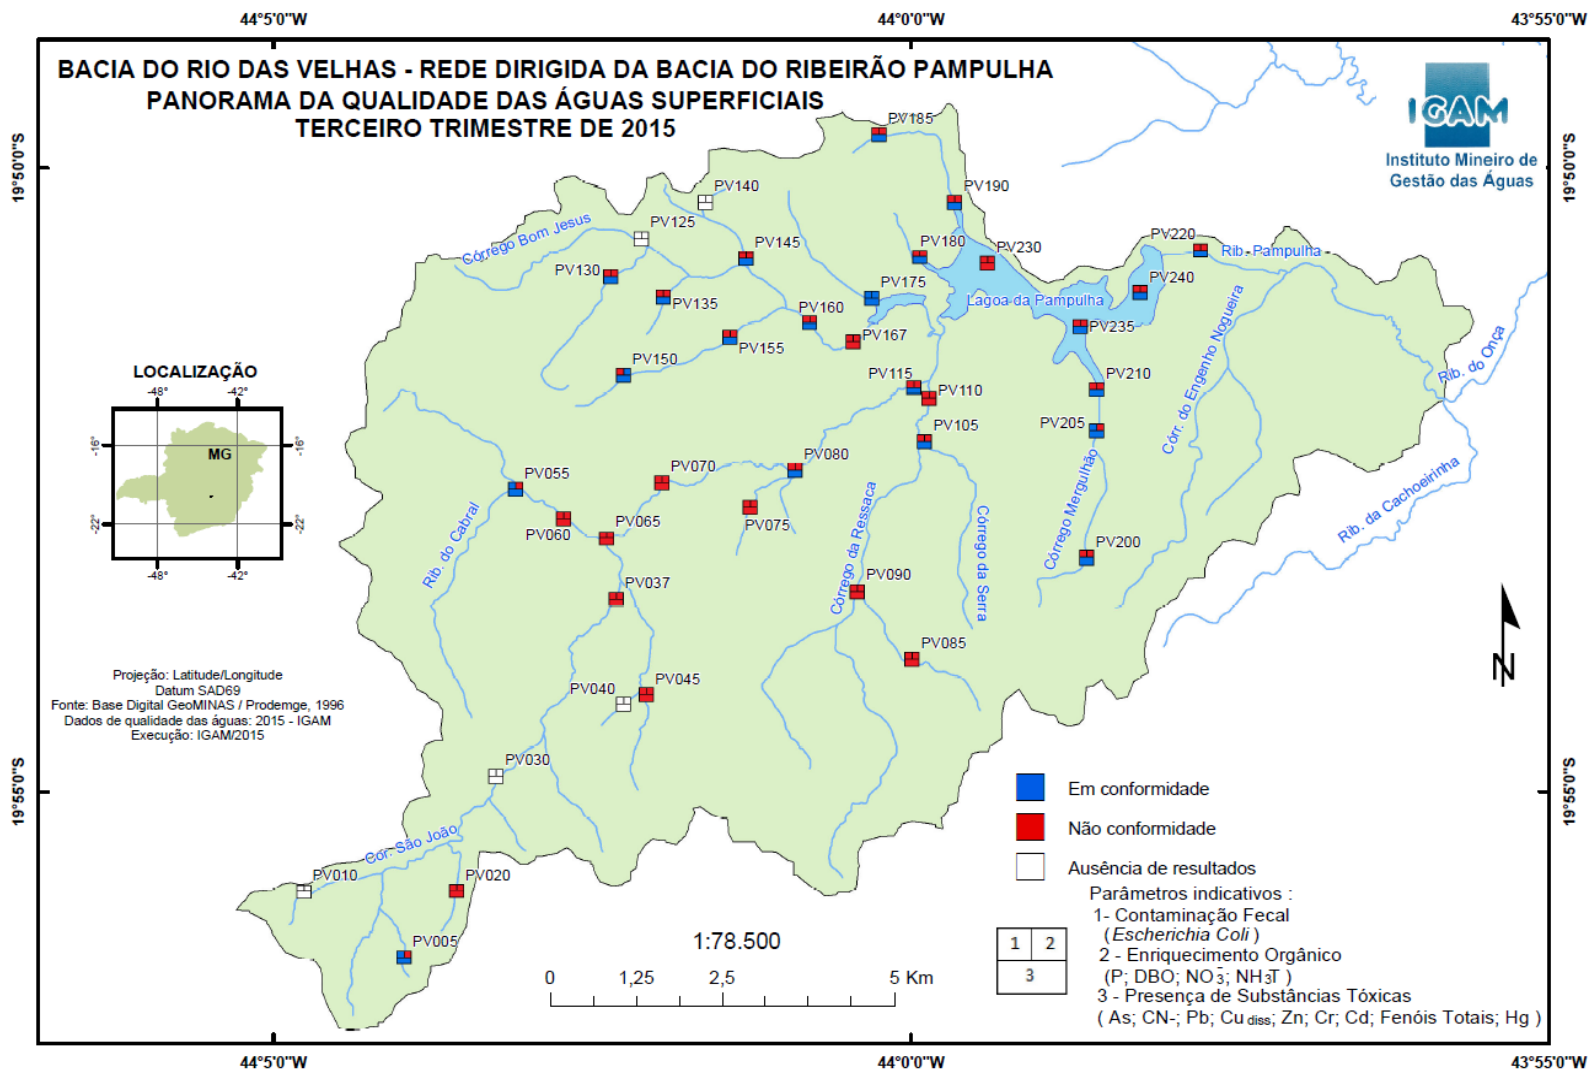 44°5'0"W
44°0'0"W
43°55'0"W
BACIA DO RIO DAS VELHAS - REDE DIRIGIDA DA BACIA DO RIBEIRÃO PAMPULHA
PANORAMA DA QUALIDADE DAS ÁGUAS SUPERFICIAIS
TERCEIRO TRIMESTRE DE 2015
IGAM
Instituto Mineiro de
Gestão das Águas
19°50'0"S
19°50'0"S
PV185
PV140
PV190
PV125
Córrego Bom Jesus
PV145
PV180
PV230
PV220
Rib. Pampulha
PV130
PV240
PV175
PV135
Lagoa da Pampulha
PV160
PV235
PV167
PV155
Córr. do Engenho Nogueira
PV150
Rib. do Onça
LOCALIZAÇÃO
-48°
-42°
PV115
PV110
PV210
PV205
-16°
MG
-16°
PV105
PV080
PV070
PV055
Rib. da Cachoeirinha
-22°
-22°
PV065
PV075
PV060
Córrego da Ressaca
Córrego da Serra
Córrego Mergulhão
PV200
Rib. do Cabral
-48°
-42°
PV037
PV090
N
PV085
Projeção: Latitude/Longitude
Datum SAD69
Fonte: Base Digital GeoMINAS / Prodemge, 1996
Dados de qualidade das águas: 2015 - IGAM
Execução: IGAM/2015
PV040
PV045
PV030
19°55'0"S
19°55'0"S
Em conformidade
Não conformidade
Ausência de resultados
Cor. São João
PV010
PV020
PV005
Parâmetros indicativos :
1- Contaminação Fecal
(Escherichia Coli)
2 - Enriquecimento Orgânico
(P; DBO; NO3-; NH3T )
3 - Presença de Substâncias Tóxicas
( As; CN-; Pb; Cu diss; Zn; Cr; Cd; Fenóis Totais; Hg )
1 2
3
1:78.500
0 1,25 2,5 5 Km
44°5'0"W
44°0'0"W
43°55'0"W